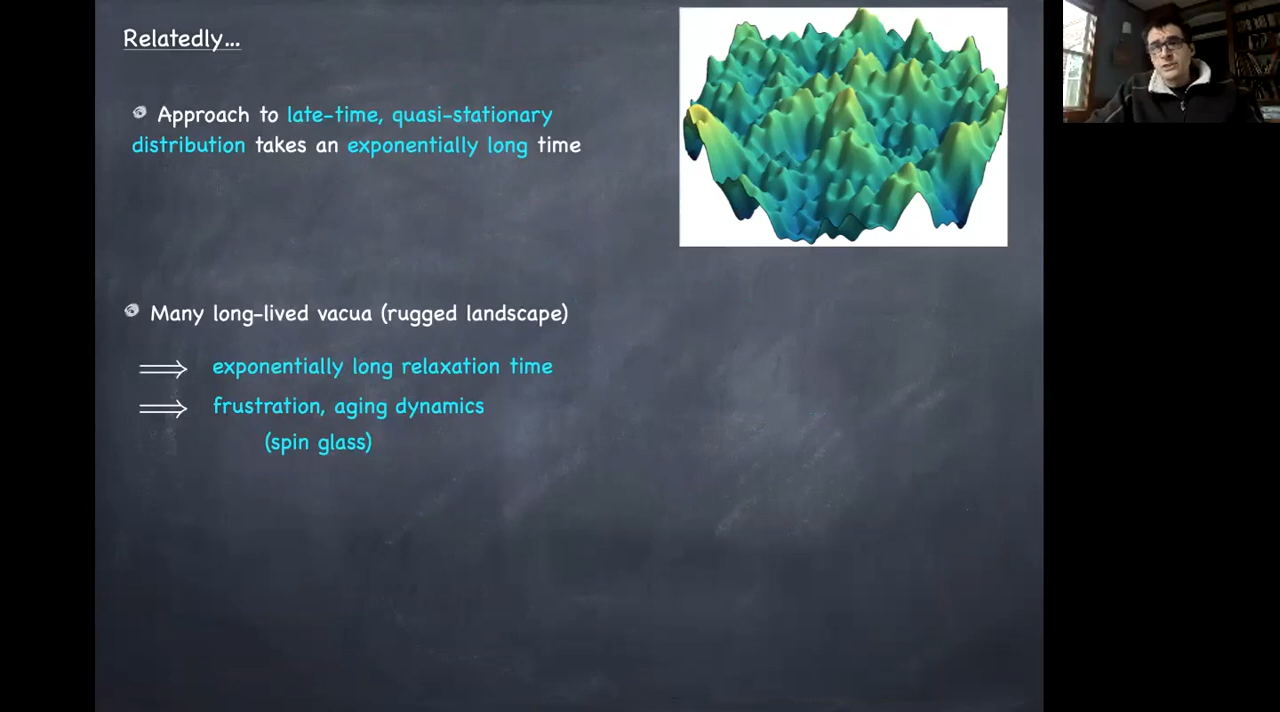 Relatedly...
Approach to late-time, quasi-stationary
distribution takes an exponentially long time
Many long-lived vacua (rugged landscape)
⟹ exponentially long relaxation time
⟹ frustration, aging dynamics
(spin glass)